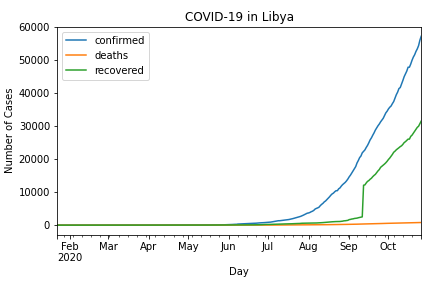 COVID-19 in Libya
60000
50000
40000
30000
20000
10000
0
Number of Cases
confirmed
deaths
recovered
Feb Mar Apr May Jun Jul Aug Sep Oct
2020
Day